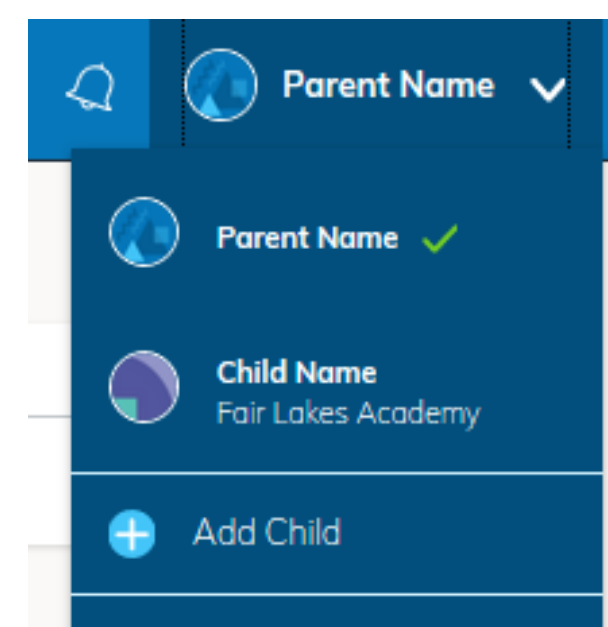 Parent Name
Parent Name
Child Name
Fair Lakes Academy
Add Child